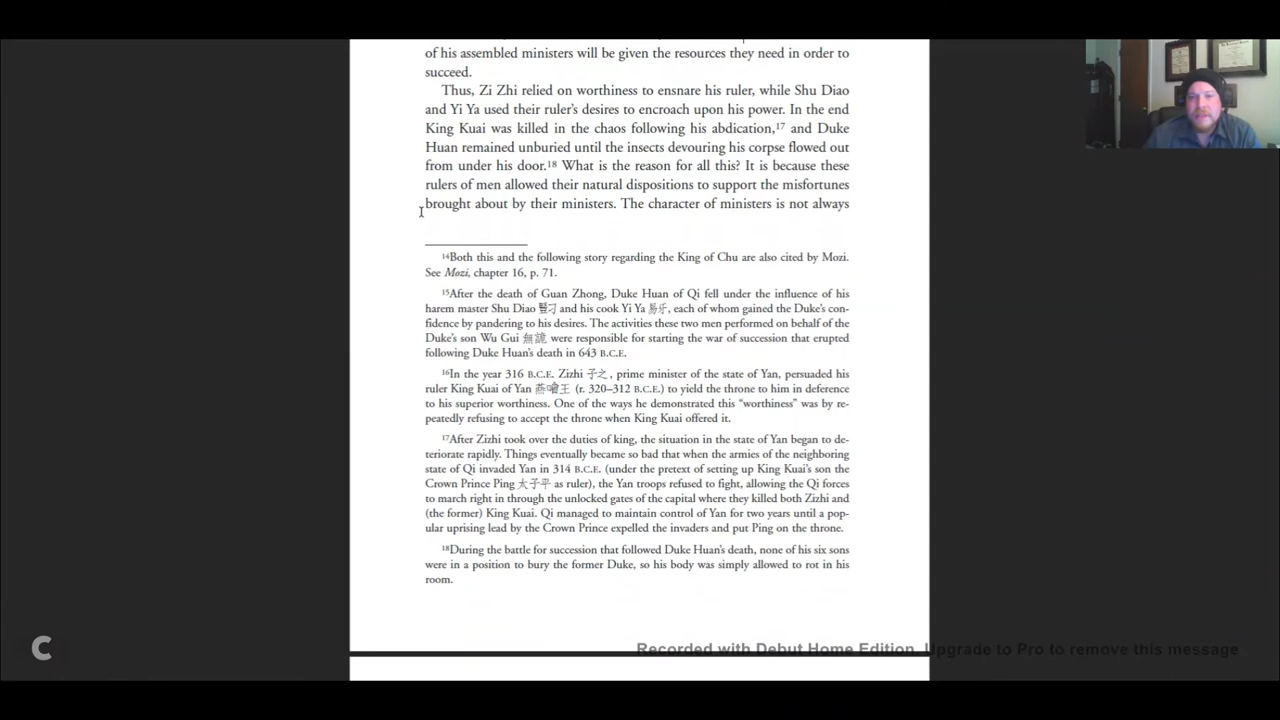 of his assembled ministers will be given the resources they need in order to
succeed.
Thus, Zi Zhi relied on worthiness to ensnare his ruler, while Shu Diao
and Yi Ya used their ruler's desires to encroach upon his power. In the end
King Kuai was killed in the chaos following his abdication,17 and Duke
Huan remained unburied until the insects devouring his corpse flowed out
from under his door.18 What is the reason for all this? It is because these
rulers of men allowed their natural dispositions to support the misfortunes
brought about by their ministers. The character of ministers is not always
14Both this and the following story regarding the King of Chu are also cited by Mozi.
See Mozi, chapter 16, p. 71.
15After the death of Guan Zhong, Duke Huan of Qi fell under the influence of his
harem master Shu Diao 豎刁 and his cook Yi Ya 易牙, each of whom gained the Duke's con-
fidence by pandering to his desires. The activities these two men performed on behalf of the
Duke's son Wu Gui 無詭 were responsible for starting the war of succession that erupted
following Duke Huan's death in 643 B.C.E.
16In the year 316 B.C.E. Zizhi 子之, prime minister of the state of Yan, persuaded his
ruler King Kuai of Yan 燕噲王 (r. 320–312 B.C.E.) to yield the throne to him in deference
to his superior worthiness. One of the ways he demonstrated this "worthiness" was by re-
peatedly refusing to accept the throne when King Kuai offered it.
17After Zizhi took over the duties of king, the situation in the state of Yan began to de-
teriorate rapidly. Things eventually became so bad that when the armies of the neighboring
state of Qi invaded Yan in 314 B.C.E. (under the pretext of setting up King Kuai's son the
Crown Prince Ping 太子平 as ruler), the Yan troops refused to fight, allowing the Qi forces
to march right in through the unlocked gates of the capital where they killed both Zizhi and
(the former) King Kuai. Qi managed to maintain control of Yan for two years until a pop-
ular uprising lead by the Crown Prince expelled the invaders and put Ping on the throne.
18During the battle for succession that followed Duke Huan's death, none of his six sons
were in a position to bury the former Duke, so his body was simply allowed to rot in his
room.
Recorded with Debut Home Edition. Upgrade to Pro to remove this message